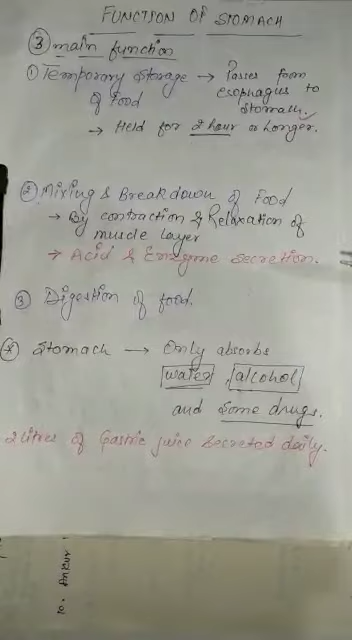 FUNCTION OF STOMACH
③ main function
① Temporary Storage → Passes from
of Food esophagus to
stomach.
→ Held for 2 hour or longer.
② Mixing & Breakdown of Food
→ By contraction & Relaxation of
muscle layer
→ Acid & Enzyme secretion.
③ Digestion of food.
* Stomach → Only absorbs
water, alcohol
and some drugs.
2 litres of Gastric juice secreted daily.
10.